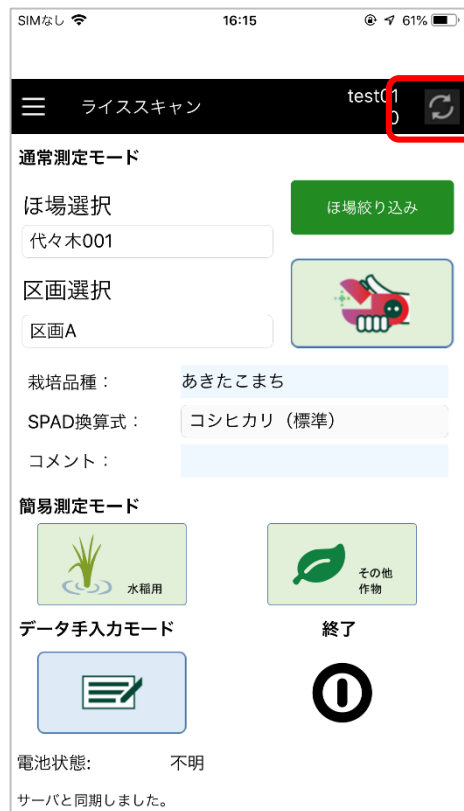 SIMなし 16:15 61%
ライススキャン test01
0
通常測定モード
ほ場選択 ほ場絞り込み
代々木001
区画選択
区画A
栽培品種： あきたこまち
SPAD換算式： コシヒカリ（標準）
コメント：
簡易測定モード
水稲用 その他
作物
データ手入力モード 終了
電池状態: 不明
サーバと同期しました。